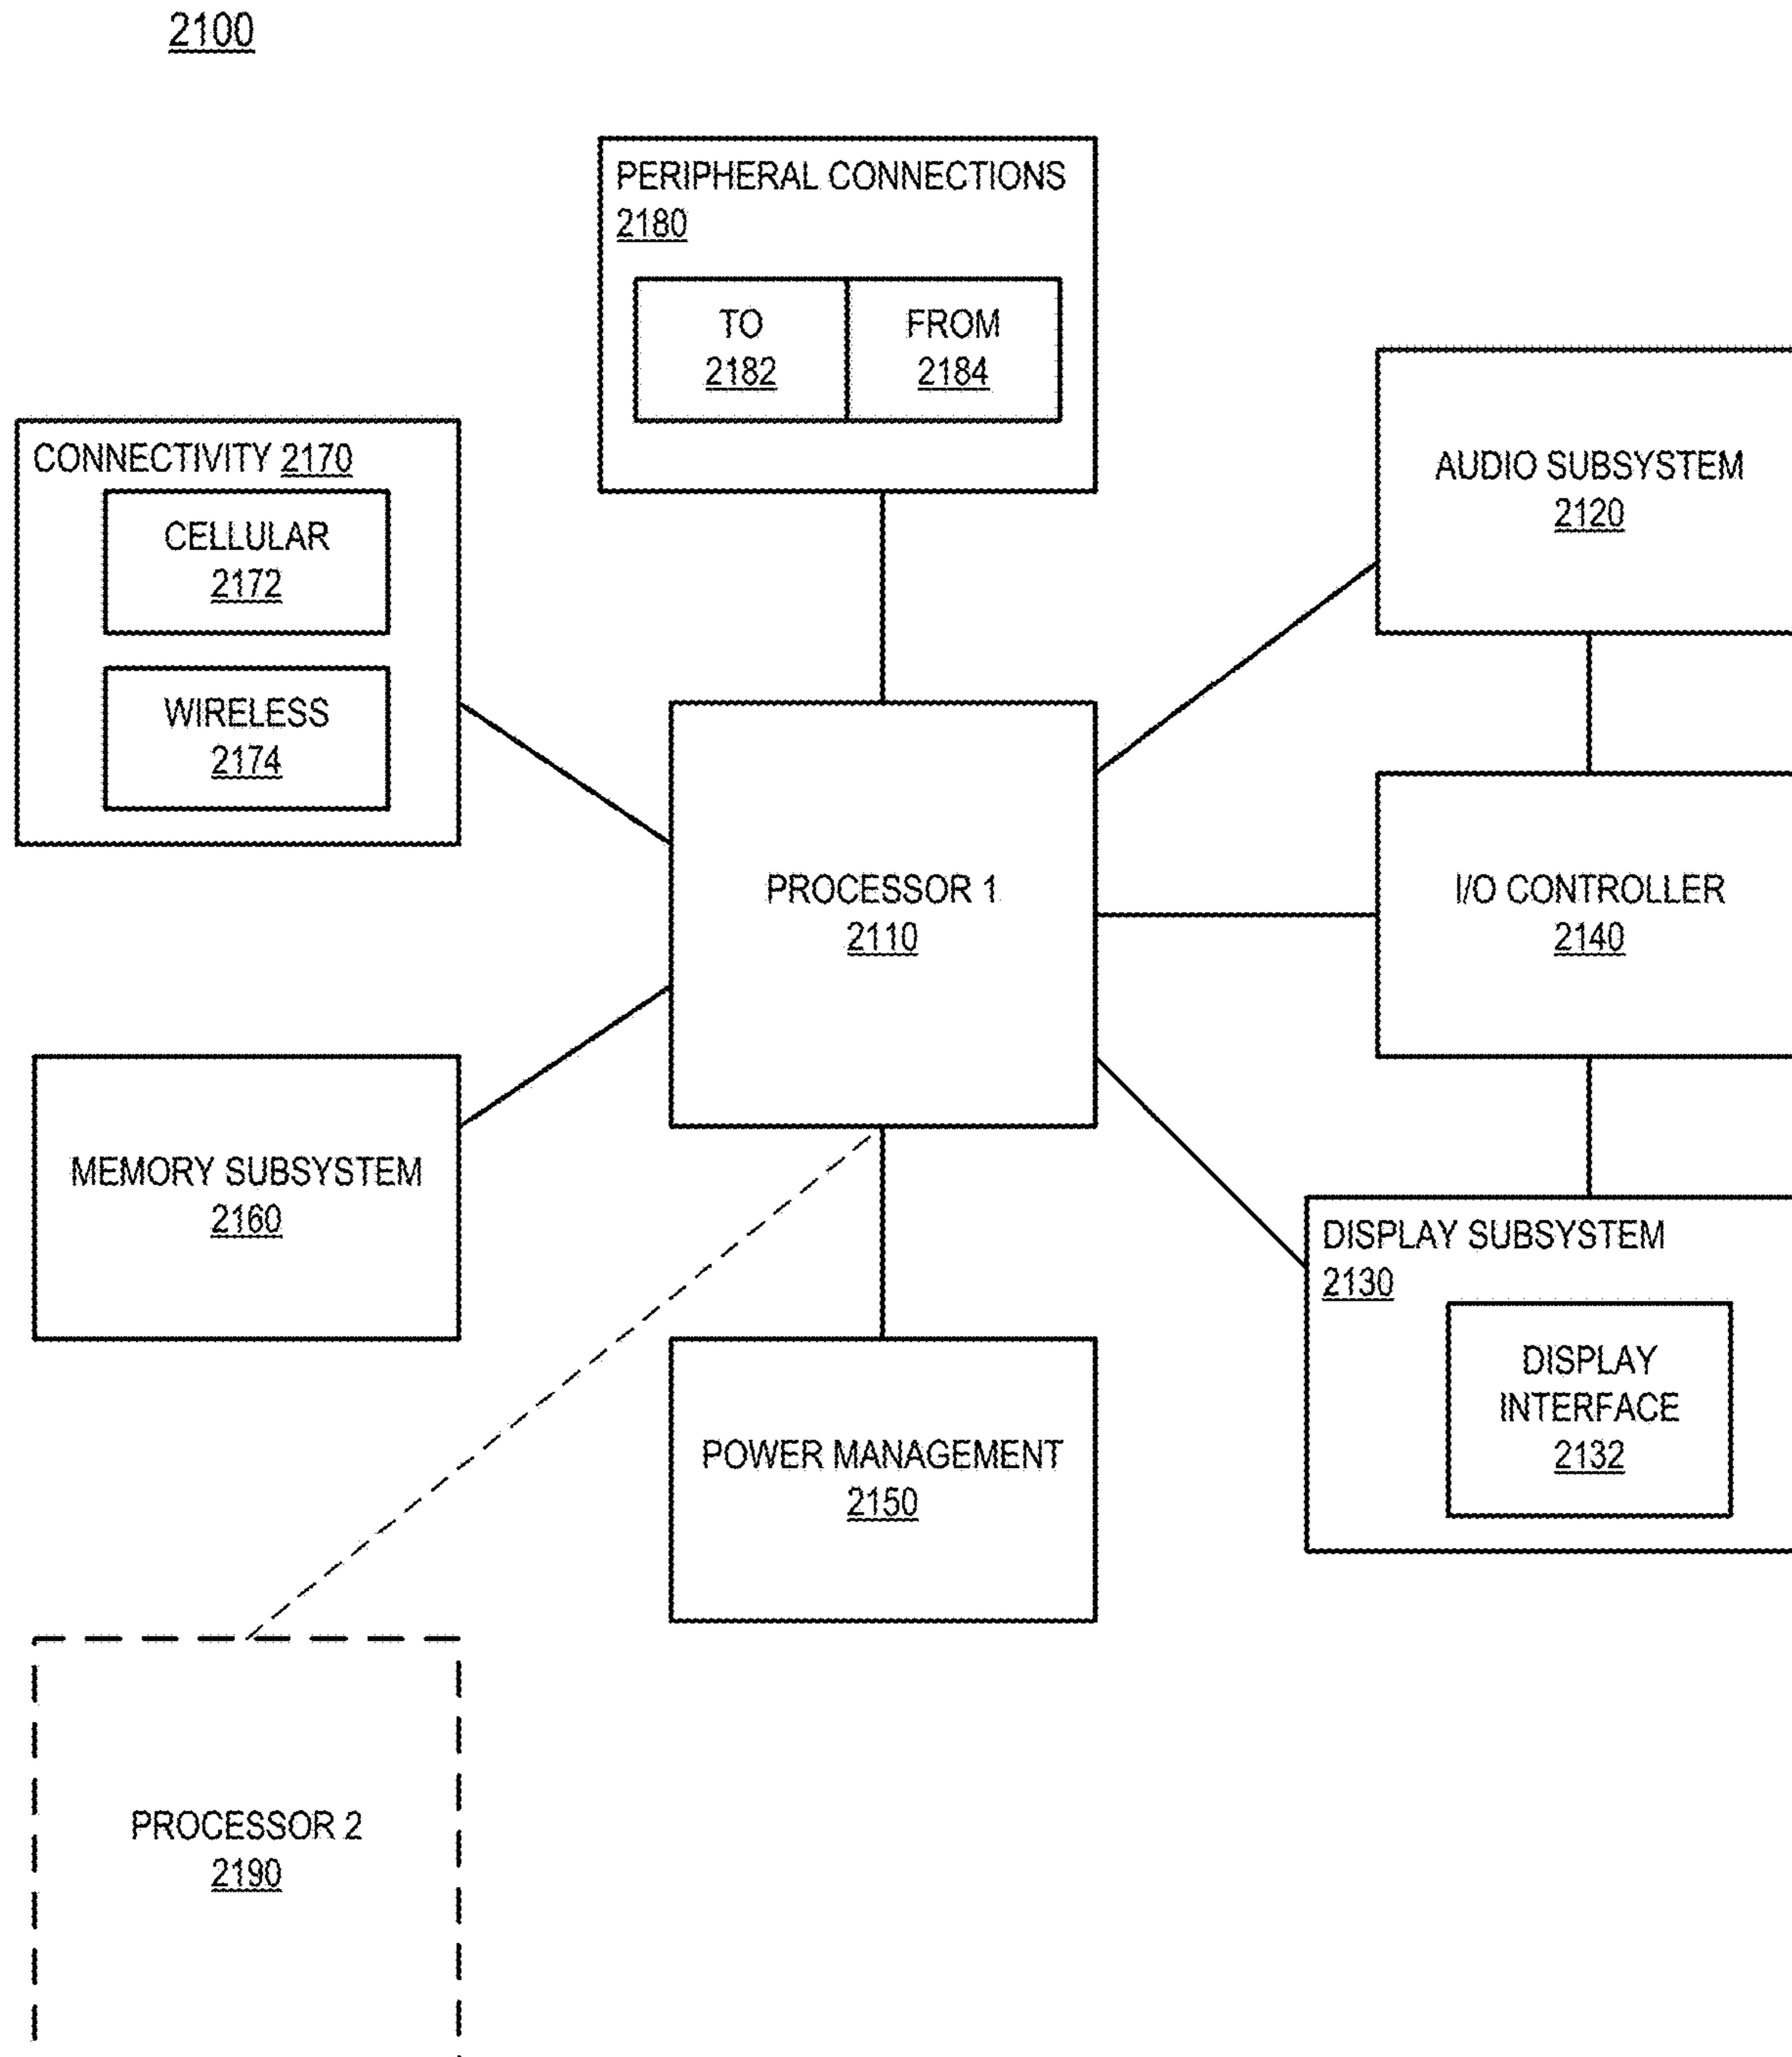 2100
PERIPHERAL CONNECTIONS
2180
TO
2182
FROM
2184
AUDIO SUBSYSTEM
2120
CONNECTIVITY 2170
CELLULAR
2172
WIRELESS
2174
PROCESSOR 1
2110
I/O CONTROLLER
2140
MEMORY SUBSYSTEM
2160
DISPLAY SUBSYSTEM
2130
DISPLAY
INTERFACE
2132
POWER MANAGEMENT
2150
PROCESSOR 2
2190